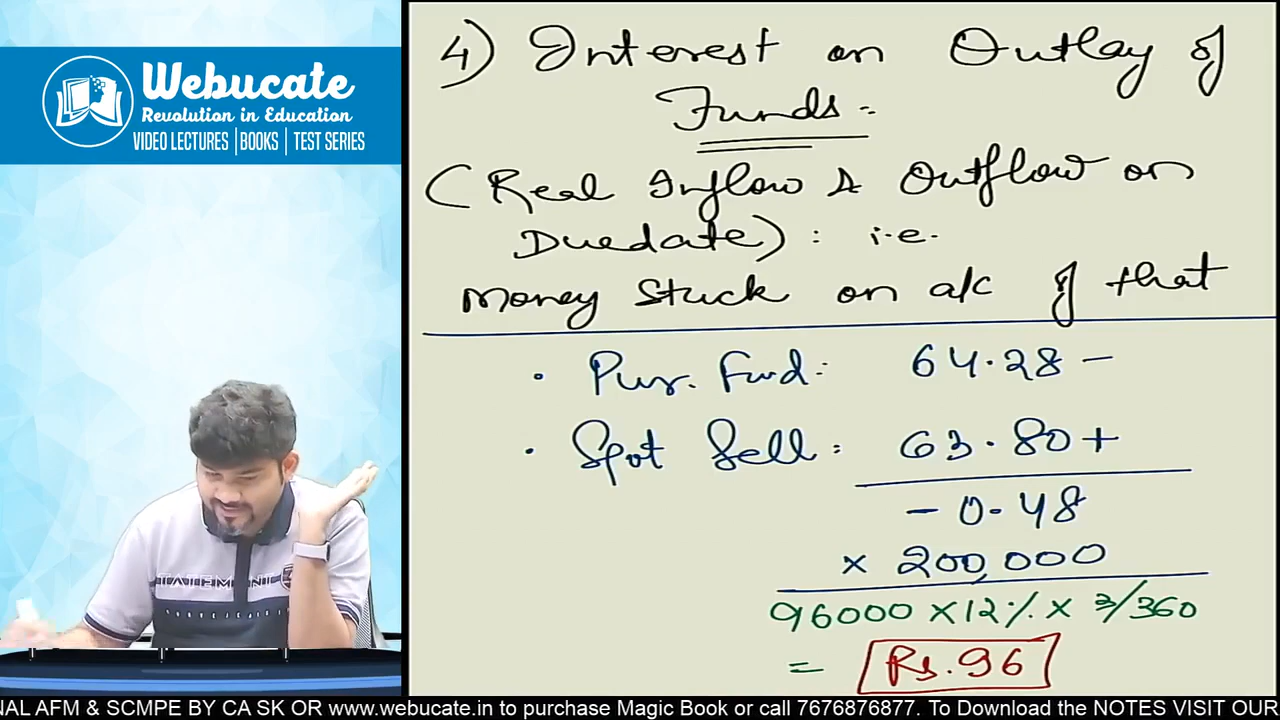 Webucate
Revolution in Education
VIDEO LECTURES | BOOKS | TEST SERIES
4) Interest on Outlay of
Funds :
(Real Inflow & Outflow on
Duedate) : i.e.
Money Stuck on a/c of that
· Pur. Fwd : 64.28 −
· Spot Sell : 63.80 +
− 0.48
× 200,000
96000 × 12% × 3/360
= Rs. 96
NAL AFM & SCMPE BY CA SK OR www.webucate.in to purchase Magic Book or call 7676876877. To Download the NOTES VISIT OUR